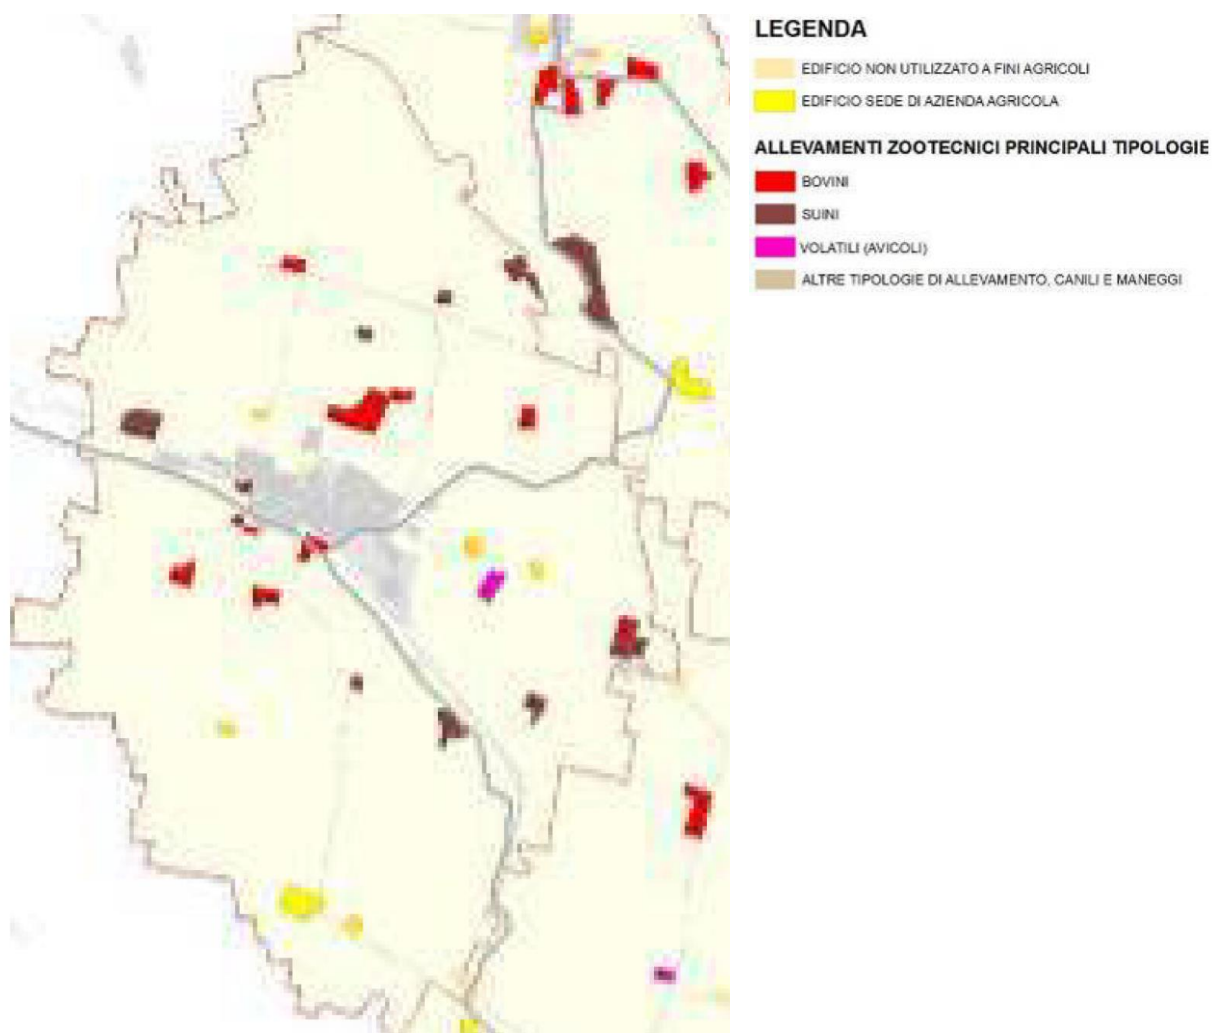 LEGENDA
EDIFICIO NON UTILIZZATO A FINI AGRICOLI
EDIFICIO SEDE DI AZIENDA AGRICOLA
ALLEVAMENTI ZOOTECNICI PRINCIPALI TIPOLOGIE
BOVINI
SUINI
VOLATILI (AVICOLI)
ALTRE TIPOLOGIE DI ALLEVAMENTO, CANILI E MANEGGI